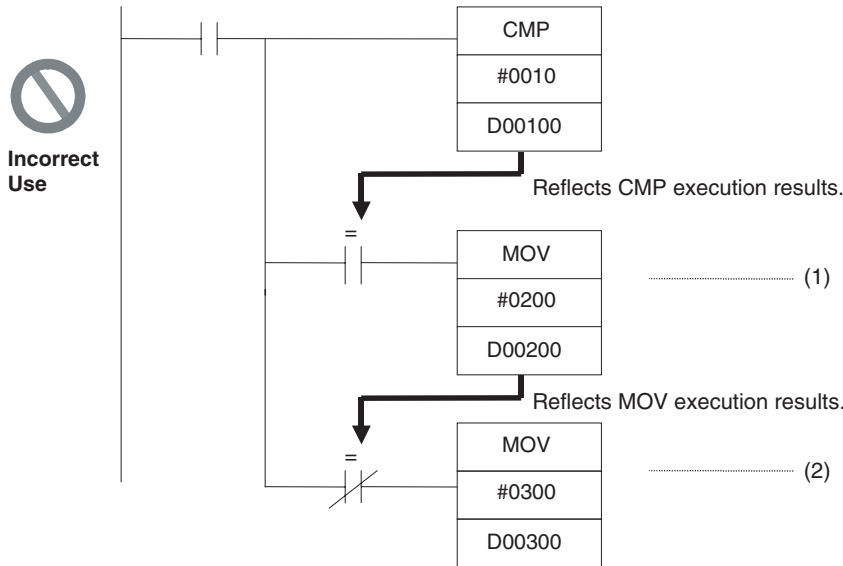 CMP
#0010
D00100
Incorrect
Use
Reflects CMP execution results.
=
MOV
#0200
(1)
D00200
Reflects MOV execution results.
=
MOV
#0300
(2)
D00300